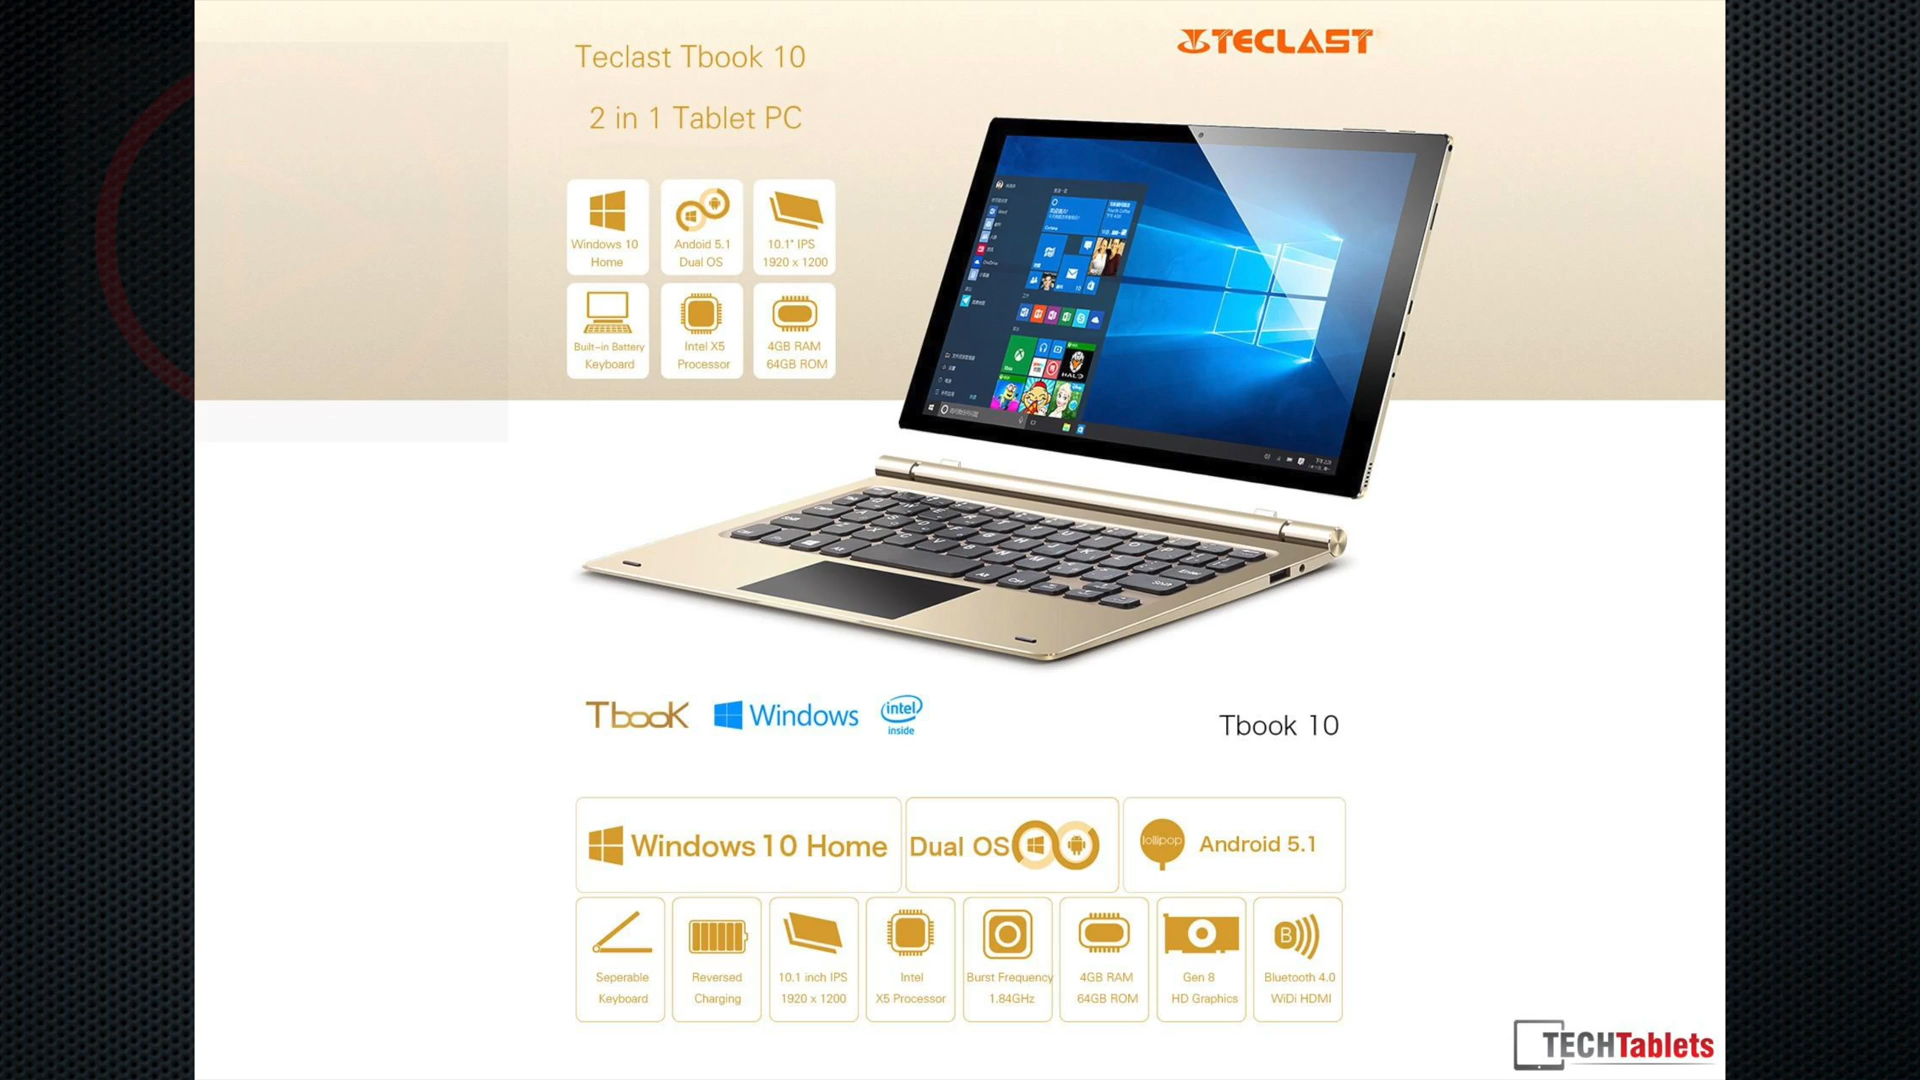 Teclast Tbook 10
TECLAST
2 in 1 Tablet PC
Windows 10
Home
Andoid 5.1
Dual OS
10.1" IPS
1920 x 1200
Built-in Battery
Keyboard
Intel X5
Processor
4GB RAM
64GB ROM
TbooK
Windows
intel
inside
Tbook 10
Windows 10 Home
Dual OS
lollipop
Android 5.1
Seperable
Keyboard
Reversed
Charging
10.1 inch IPS
1920 x 1200
Intel
X5 Processor
Burst Frequency
1.84GHz
4GB RAM
64GB ROM
Gen 8
HD Graphics
B
Bluetooth 4.0
WiDi HDMI
TECHTablets